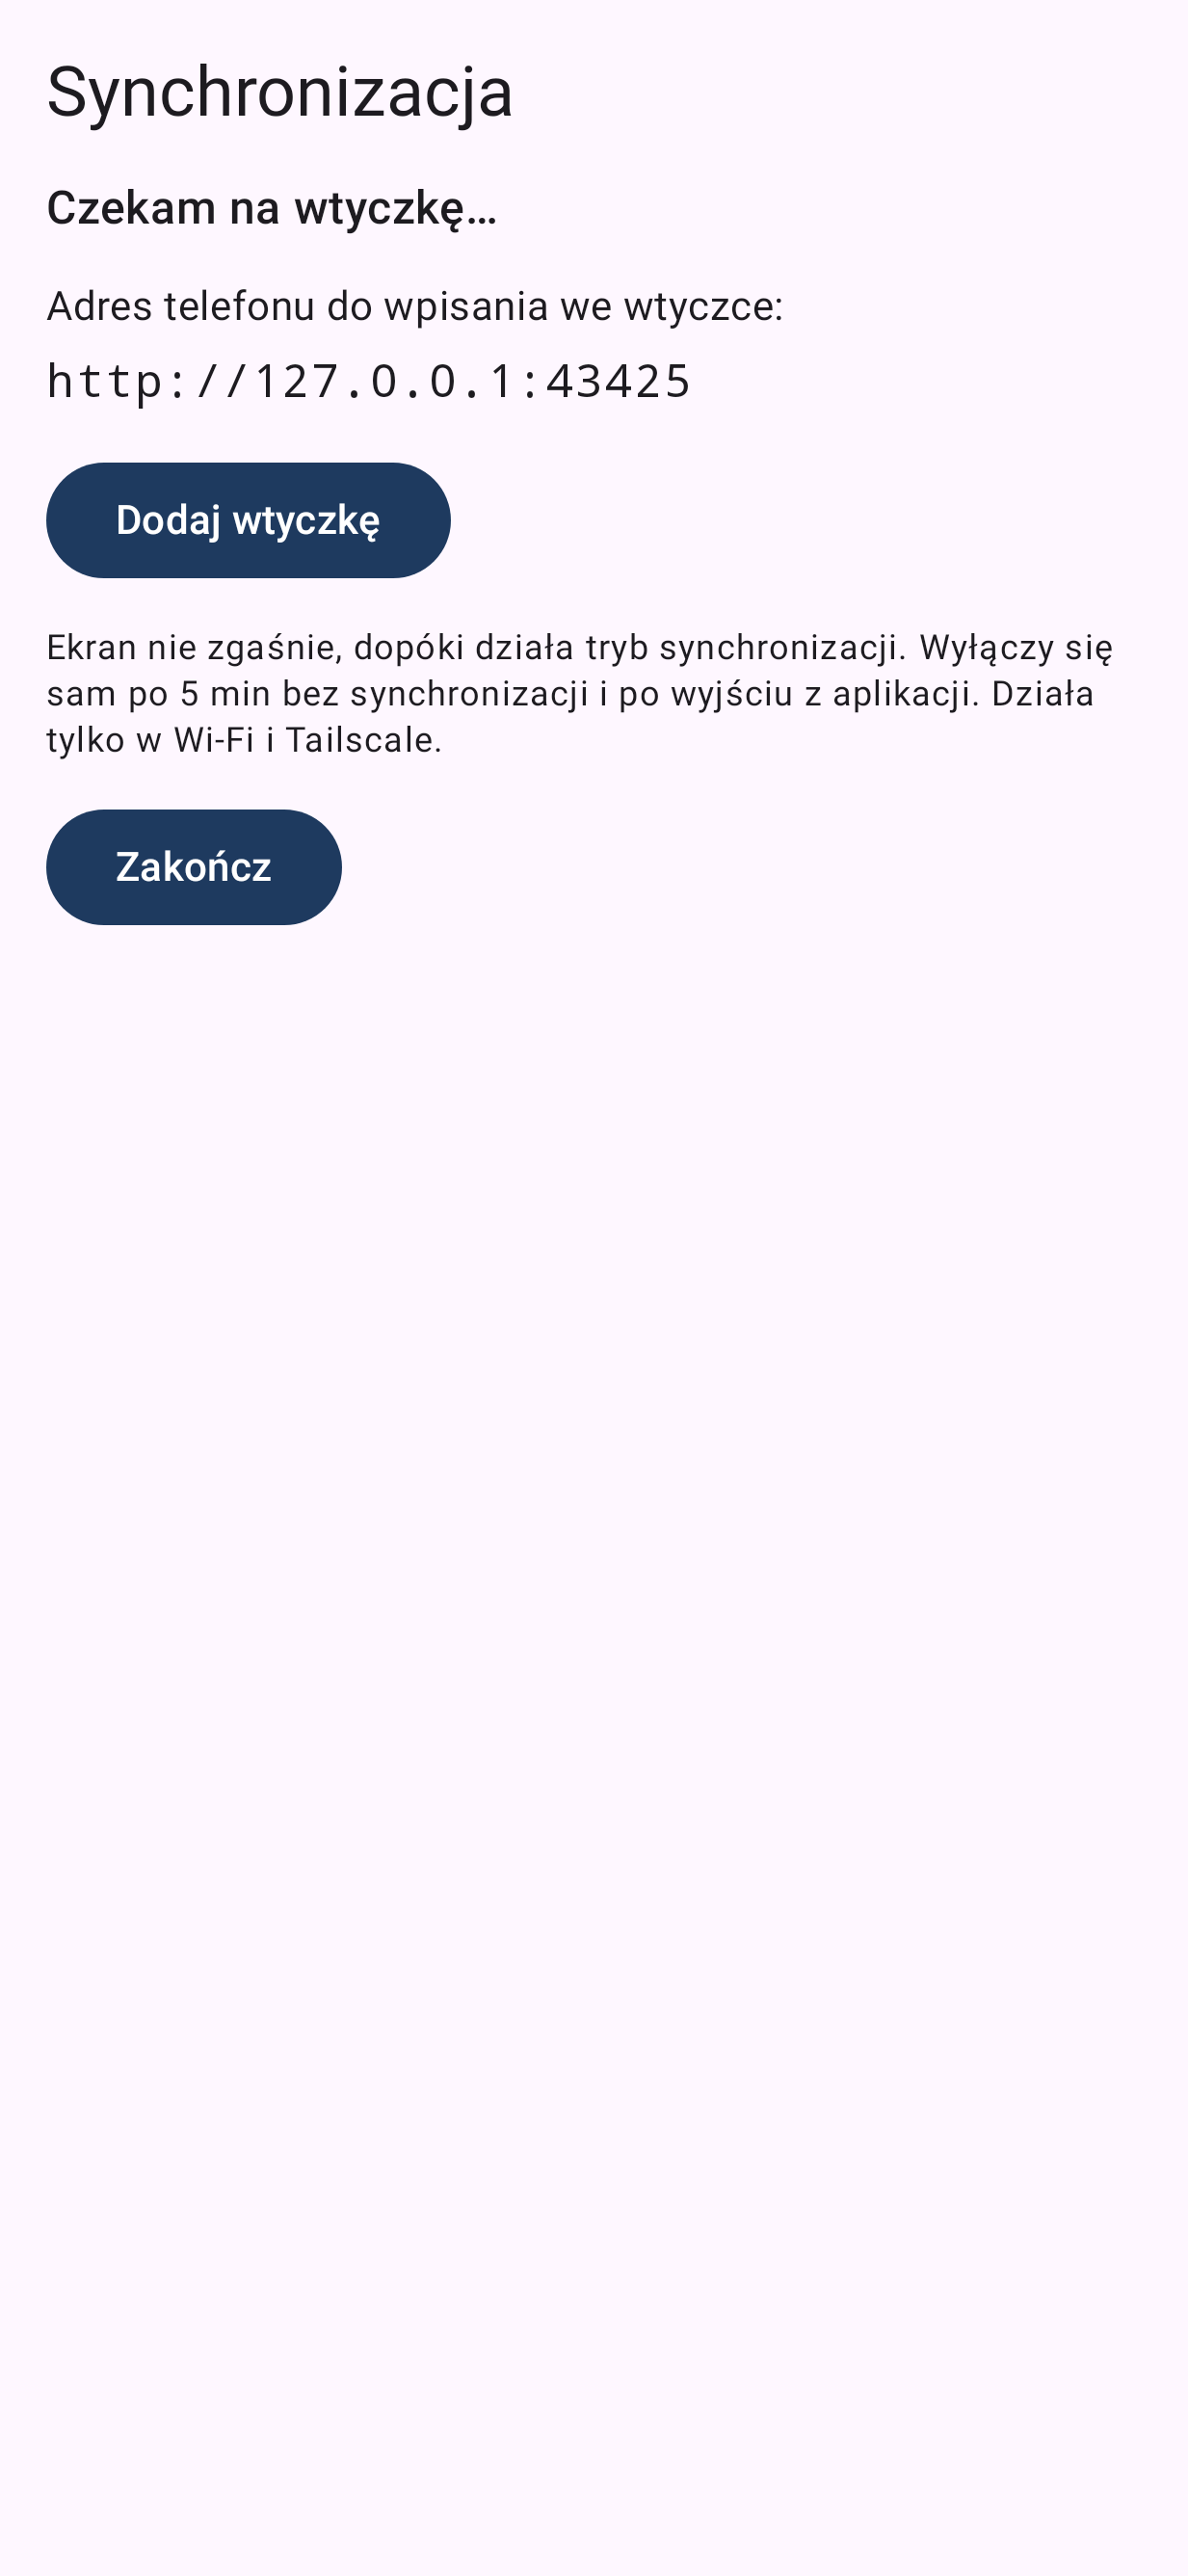 Synchronizacja
Czekam na wtyczkę…
Adres telefonu do wpisania we wtyczce:
http://127.0.0.1:43425
Dodaj wtyczkę
Ekran nie zgaśnie, dopóki działa tryb synchronizacji. Wyłączy się
sam po 5 min bez synchronizacji i po wyjściu z aplikacji. Działa
tylko w Wi-Fi i Tailscale.
Zakończ